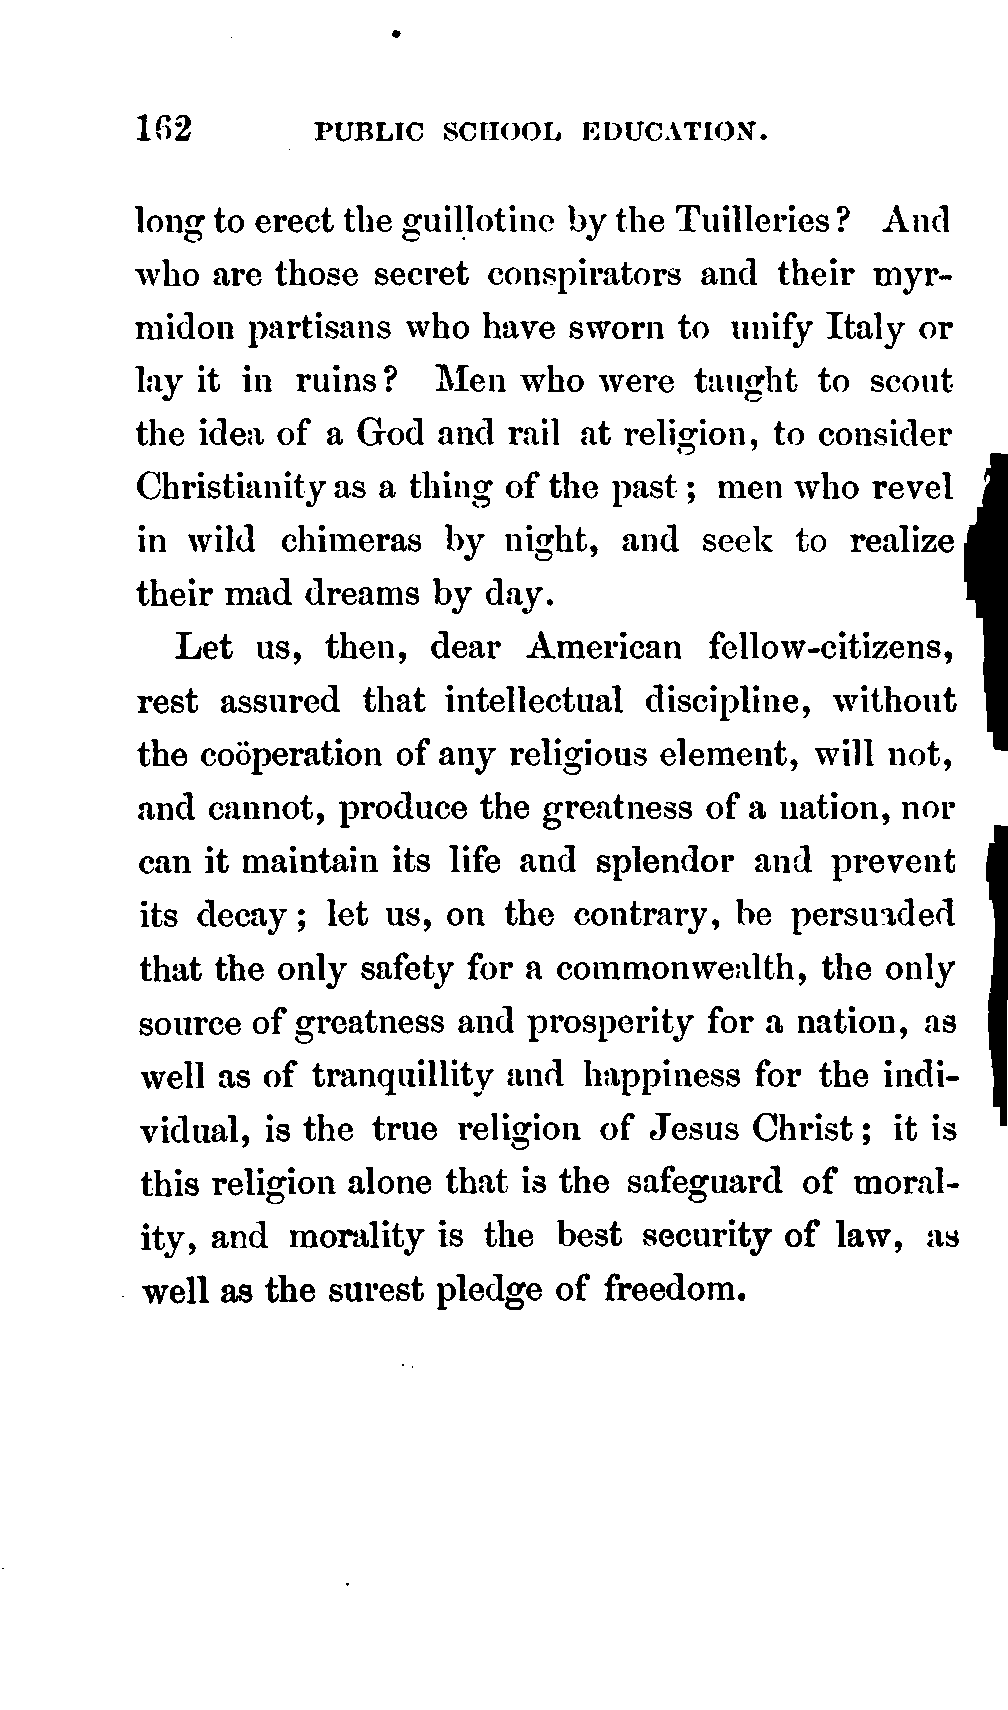 162 PUBLIC SCHOOL EDUCATION.
long to erect the guillotine by the Tuilleries? And
who are those secret conspirators and their myr-
midon partisans who have sworn to unify Italy or
lay it in ruins? Men who were taught to scout
the idea of a God and rail at religion, to consider
Christianity as a thing of the past; men who revel
in wild chimeras by night, and seek to realize
their mad dreams by day.
Let us, then, dear American fellow-citizens,
rest assured that intellectual discipline, without
the coöperation of any religious element, will not,
and cannot, produce the greatness of a nation, nor
can it maintain its life and splendor and prevent
its decay; let us, on the contrary, be persuaded
that the only safety for a commonwealth, the only
source of greatness and prosperity for a nation, as
well as of tranquillity and happiness for the indi-
vidual, is the true religion of Jesus Christ; it is
this religion alone that is the safeguard of moral-
ity, and morality is the best security of law, as
well as the surest pledge of freedom.